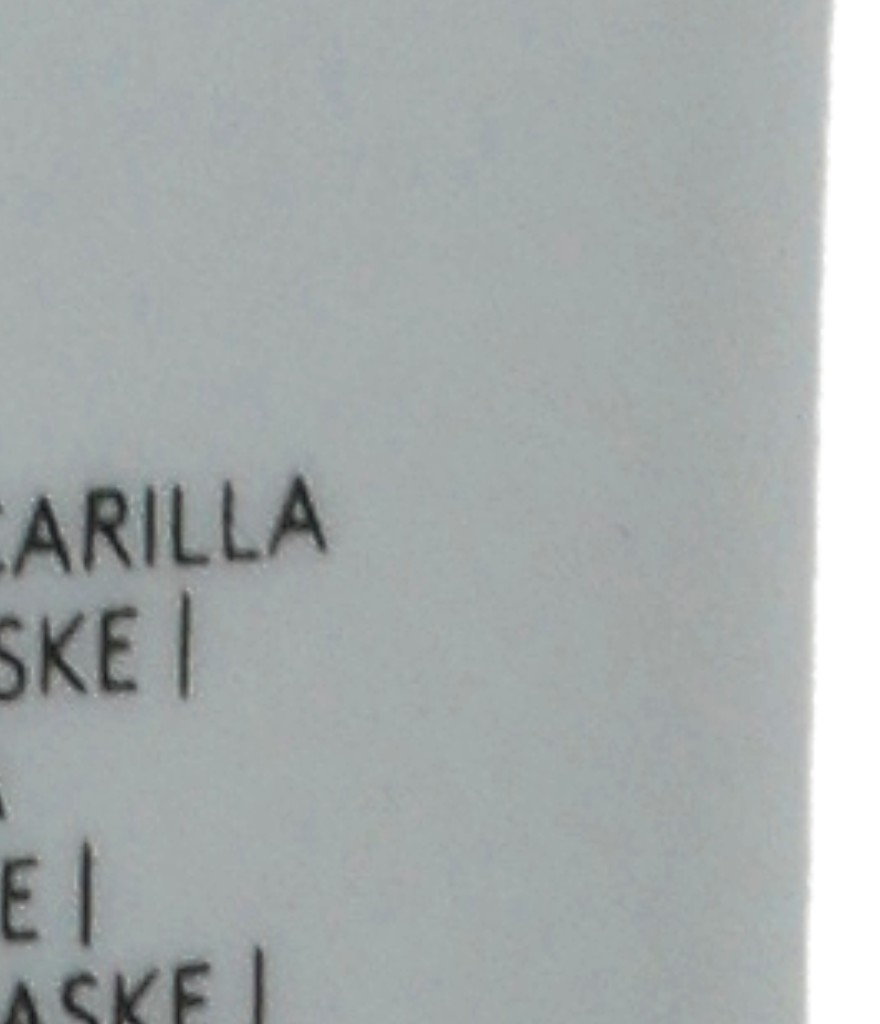 CARILLA
SKE |
A
E |
ASKE |